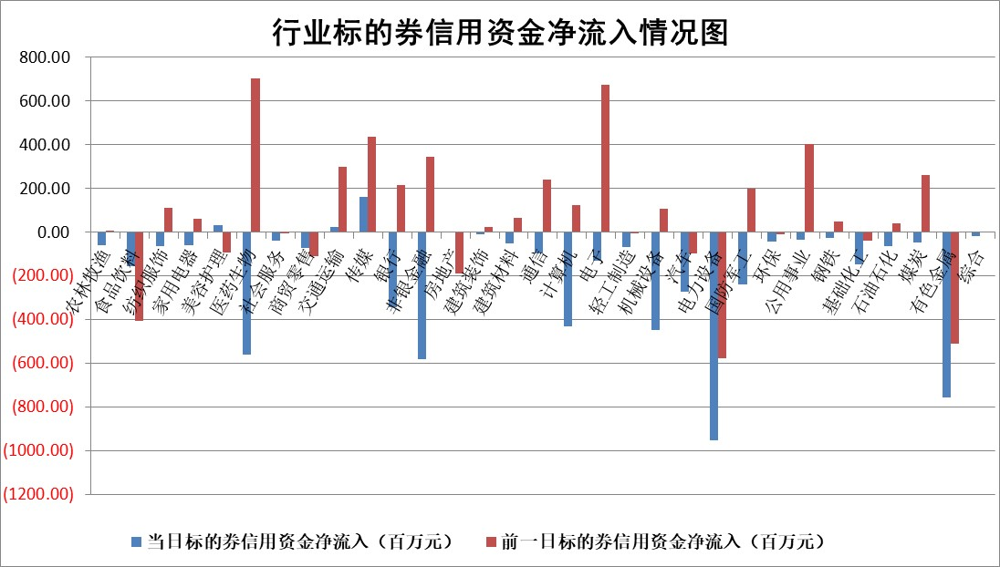 行业标的券信用资金净流入情况图
800.00
600.00
400.00
200.00
0.00
(200.00)
(400.00)
(600.00)
(800.00)
(1000.00)
(1200.00)
农林牧渔
食品饮料
纺织服饰
家用电器
美容护理
医药生物
社会服务
商贸零售
交通运输
传媒
银行
非银金融
房地产
建筑装饰
建筑材料
通信
计算机
电子
轻工制造
机械设备
汽车
电力设备
国防军工
环保
公用事业
钢铁
基础化工
石油石化
煤炭
有色金属
综合
当日标的券信用资金净流入（百万元）
前一日标的券信用资金净流入（百万元）